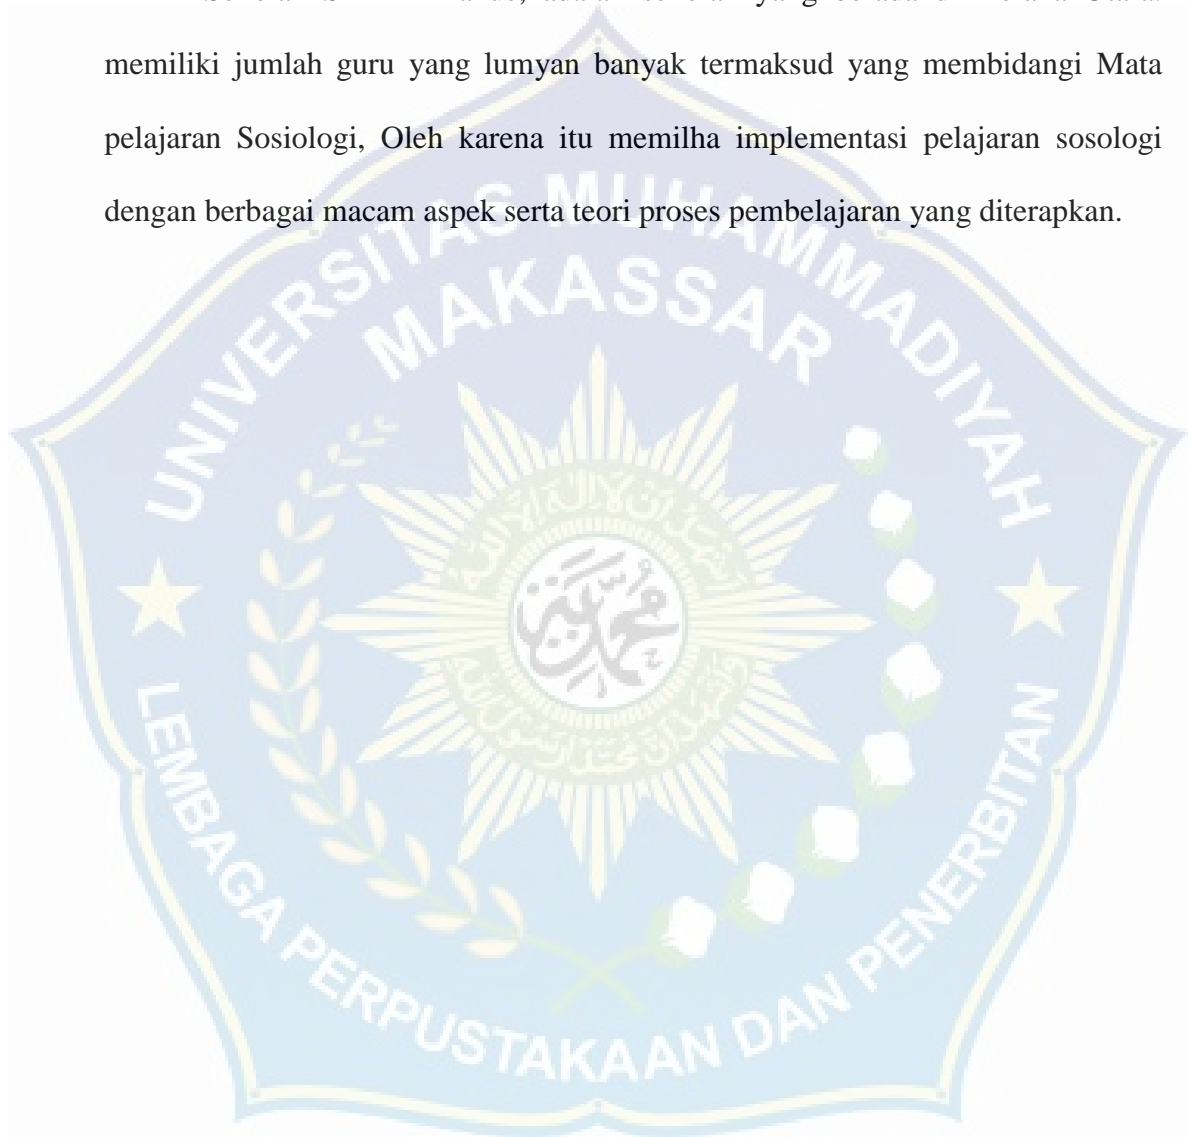 memiliki jumlah guru yang lumyan banyak termaksud yang membidangi Mata
pelajaran Sosiologi, Oleh karena itu memilha implementasi pelajaran sosologi
dengan berbagai macam aspek serta teori proses pembelajaran yang diterapkan.
UNIVERSITAS MUHAMMADIYAH
MAKASSAR
LEMBAGA PERPUSTAKAAN DAN PENERBITAN